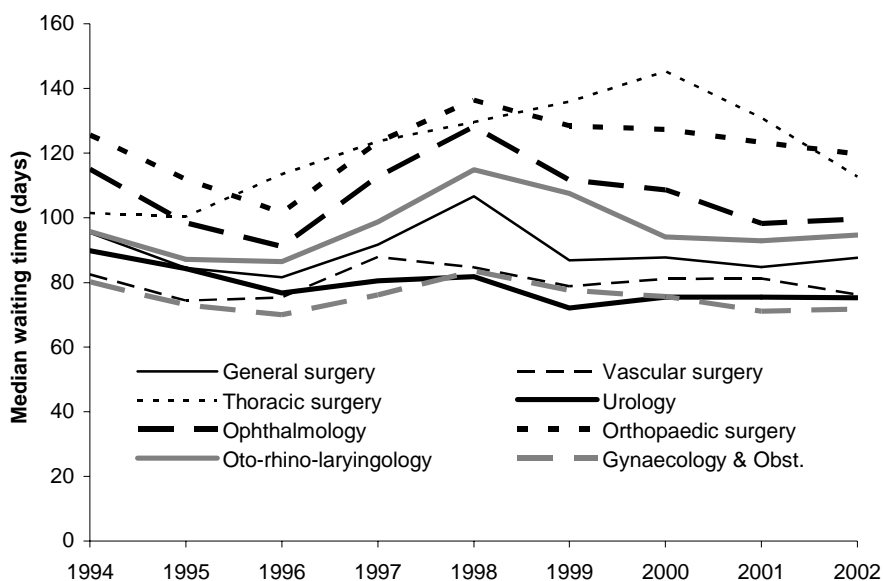 Median waiting time (days)
160
140
120
100
80
60
40
20
0
General surgery
Vascular surgery
Thoracic surgery
Urology
Ophthalmology
Orthopaedic surgery
Oto-rhino-laryingology
Gynaecology & Obst.
1994 1995 1996 1997 1998 1999 2000 2001 2002